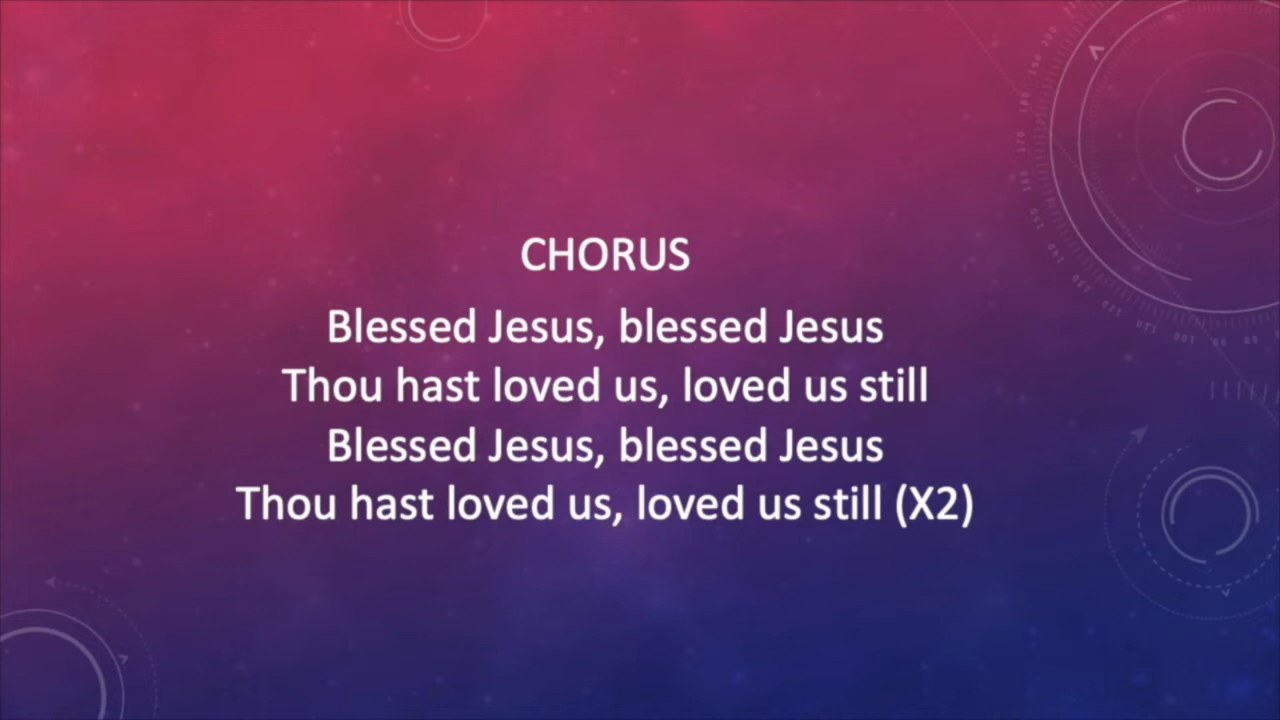 CHORUS
Blessed Jesus, blessed Jesus
Thou hast loved us, loved us still
Blessed Jesus, blessed Jesus
Thou hast loved us, loved us still (X2)